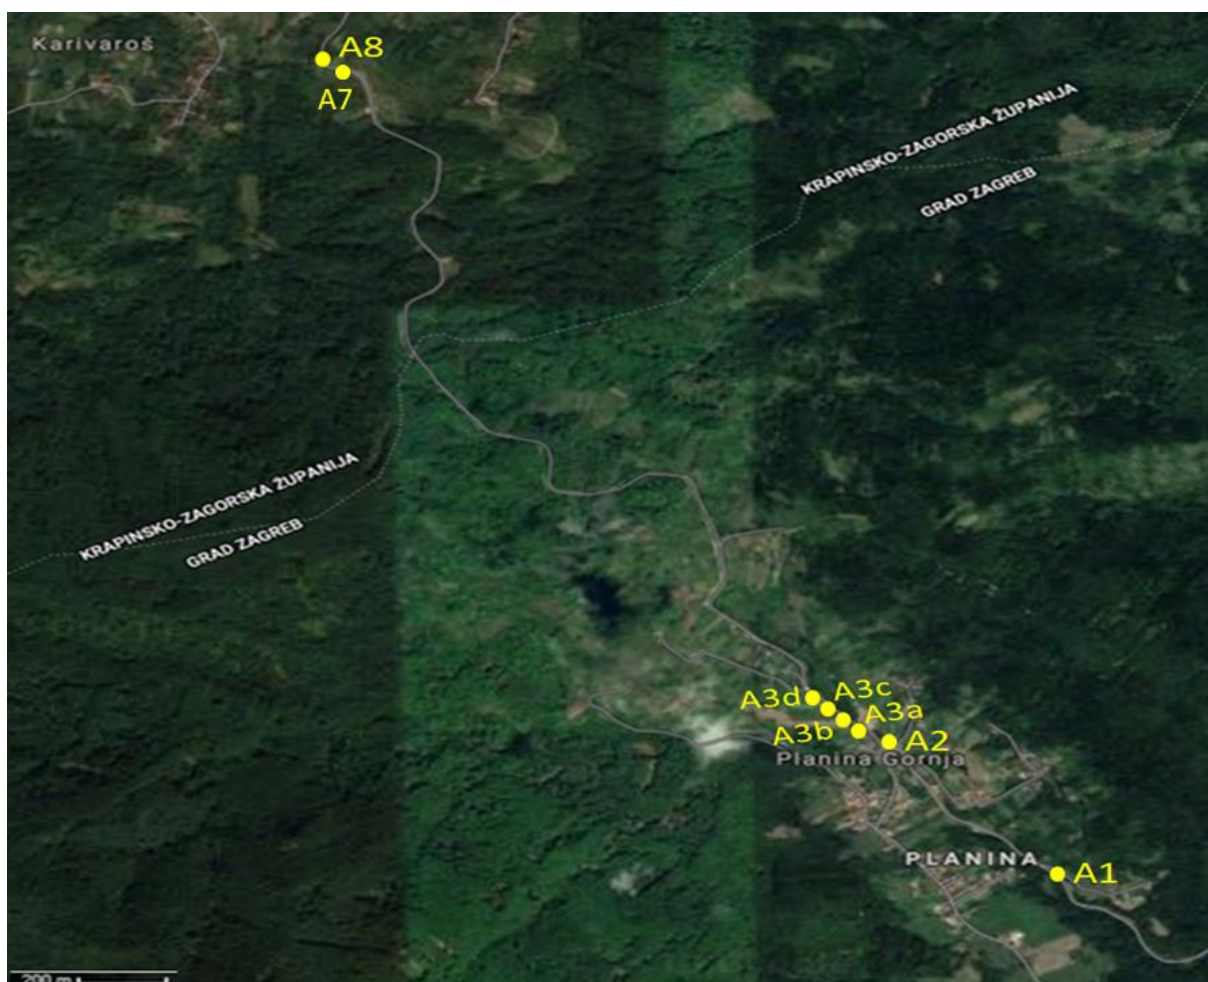 Karivaroš
A8
A7
KRAPINSKO-ZAGORSKA ŽUPANIJA
GRAD ZAGREB
KRAPINSKO-ZAGORSKA ŽUPANIJA
GRAD ZAGREB
A3d
A3c
A3a
A3b
A2
Planina Gornja
PLANINA
A1
200 m